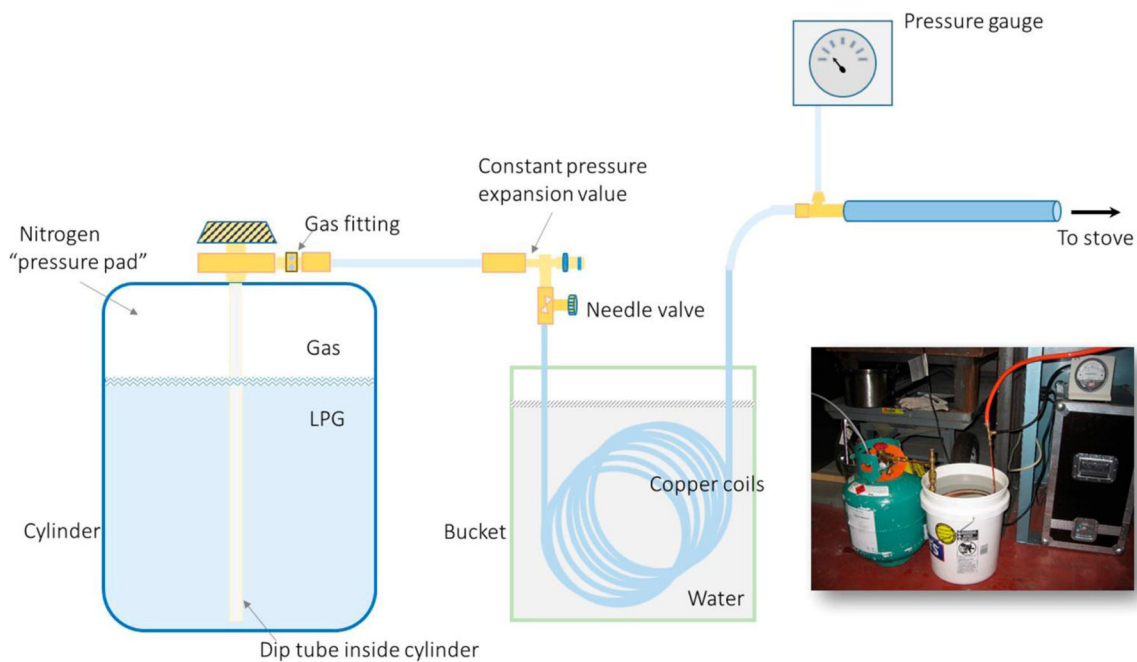 Pressure gauge
Constant pressure
expansion value
Gas fitting
Nitrogen
"pressure pad"
To stove
Needle valve
Gas
LPG
Copper coils
Cylinder
Bucket
Water
Dip tube inside cylinder